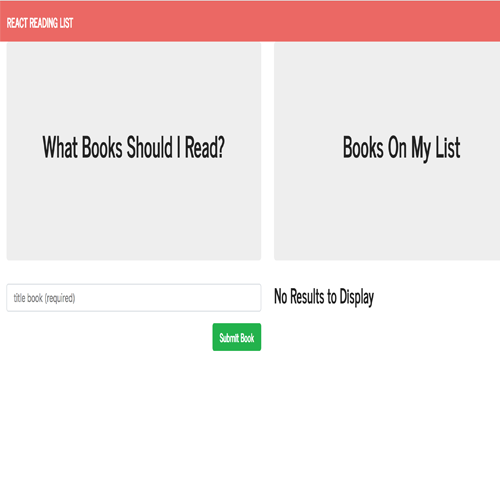 REACT READING LIST
What Books Should I Read?
Books On My List
title book (required)
No Results to Display
Submit Book